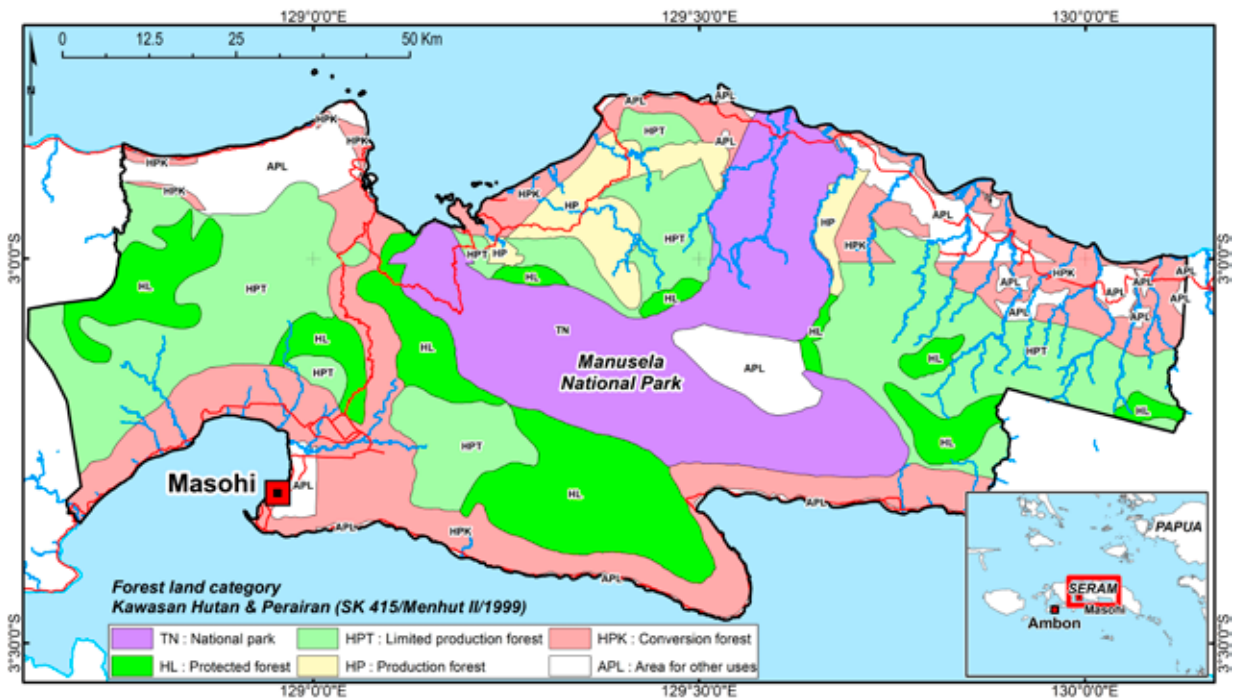 129°0'0"E
129°30'0"E
130°0'0"E
0 12.5 25 50 Km
N
APL
APL
HPK
HPT
HPK
APL
HPK
APL
HPK
HPK
HP
HP
APL
HPT
HPK
3°0'0"S
3°0'0"S
HPT
HP
HL
HPK
APL
APL
APL
APL
APL
APL
HL
HPT
HL
TN
HL
HPT
HL
HL
HL
Manusela
National Park
APL
HPT
HL
HPT
HL
HL
Masohi
APL
HL
APL
APL
HPK
APL
PAPUA
SERAM
Masohi
Ambon
Forest land category
Kawasan Hutan & Perairan (SK 415/Menhut II/1999)
TN : National park
HPT : Limited production forest
HPK : Conversion forest
HL : Protected forest
HP : Production forest
APL : Area for other uses
3°30'0"S
3°30'0"S
129°0'0"E
129°30'0"E
130°0'0"E